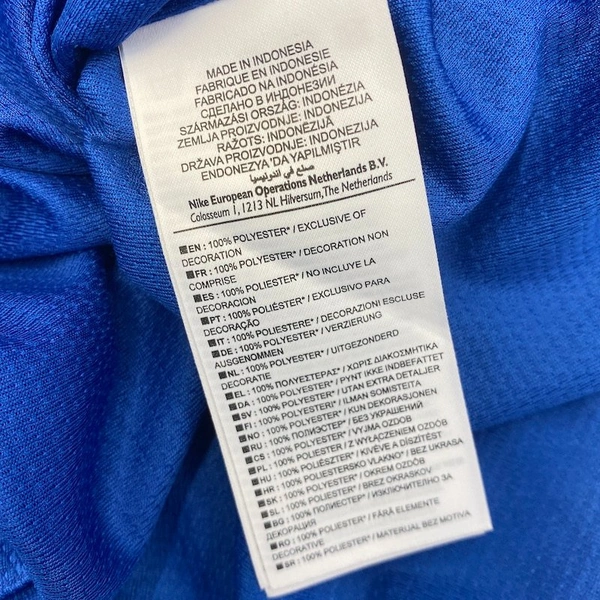 MADE IN INDONESIA
FABRIQUE EN INDONESIE
FABRICADO NA INDONÉSIA
СДЕЛАНО В ИНДОНЕЗИИ
SZÁRMAZÁSI ORSZÁG: INDONÉZIA
ZEMLJA PROIZVODNJE: INDONEZIJA
RAŽOTS: INDONĒZIJĀ
DRŽAVA PROIZVODNJE: INDONEZIJA
ENDONEZYA 'DA YAPILMIŞTIR
صنع في اندونيسيا
Nike European Operations Netherlands B.V.
Colosseum 1, 1213 NL Hilversum, The Netherlands
EN : 100% POLYESTER* / EXCLUSIVE OF
DECORATION
FR : 100% POLYESTER* / DECORATION NON
COMPRISE
ES : 100% POLYESTER* / NO INCLUYE LA
DECORACION
PT : 100% POLIÉSTER* / EXCLUSIVO PARA
DECORAÇÃO
IT : 100% POLIESTERE* / DECORAZIONI ESCLUSE
DE : 100% POLYESTER* / VERZIERUNG
AUSGENOMMEN
NL : 100% POLYESTER* / UITGEZONDERD
DECORATIE
EL : 100% ΠΟΛΥΕΣΤΕΡΑΣ* / ΧΩΡΙΣ ΔΙΑΚΟΣΜΗΤΙΚΑ
DA : 100% POLYESTER* / PYNT IKKE INDBEFATTET
SV : 100% POLYESTER* / UTAN EXTRA DETALJER
FI : 100% POLYESTERI* / ILMAN SOMISTEITA
NO : 100% POLYESTER* / KUN DEKORASJONEN
RU : 100% ПОЛИЭСТЕР* / БЕЗ УКРАШЕНИЙ
CS : 100% POLYESTER* / VYJMA OZDOB
PL : 100% POLIESTER* / Z WYŁĄCZENIEM OZDÓB
HU : 100% POLIÉSZTER* / KIVÉVE A DÍSZÍTÉST
HR : 100% POLIESTERSKO VLAKNO* / BEZ UKRASA
SK : 100% POLYESTER* / OKREM OZDÔB
SL : 100% POLIESTER* / BREZ OKRASKOV
BG : 100% ПОЛИЕСТЕР* / ИЗКЛЮЧИТЕЛНО ЗА
ДЕКОРАЦИЯ
RO : 100% POLIESTER* / FĂRĂ ELEMENTE
DECORATIVE
SR : 100% POLIESTER* / MATERIJAL BEZ MOTIVA